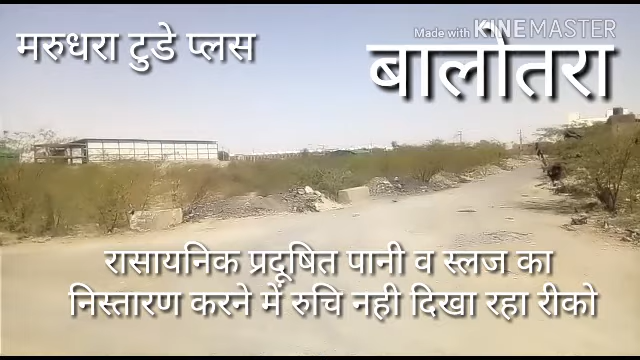 Made with KINEMASTER
मरुधरा टुडे प्लस
बालोतरा
रासायनिक प्रदूषित पानी व स्लज का
निस्तारण करने में रुचि नही दिखा रहा रीको